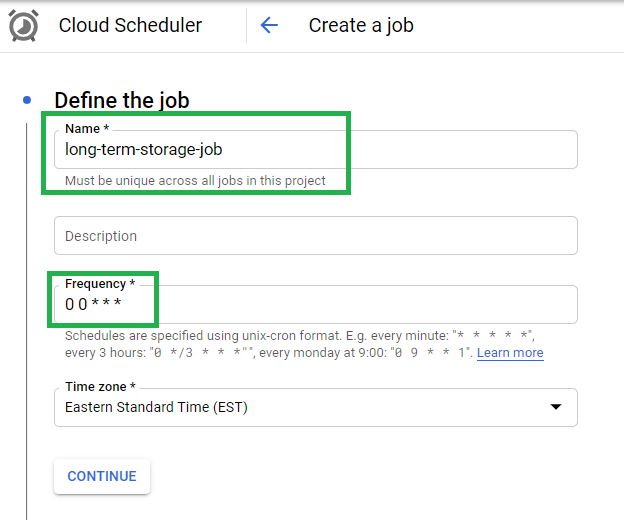 Cloud Scheduler
Create a job
Define the job
Name *
long-term-storage-job
Must be unique across all jobs in this project
Description
Frequency *
0 0 * * *
Schedules are specified using unix-cron format. E.g. every minute: "* * * * *",
every 3 hours: "0 */3 * * *"", every monday at 9:00: "0 9 * * 1". Learn more
Time zone *
Eastern Standard Time (EST)
CONTINUE